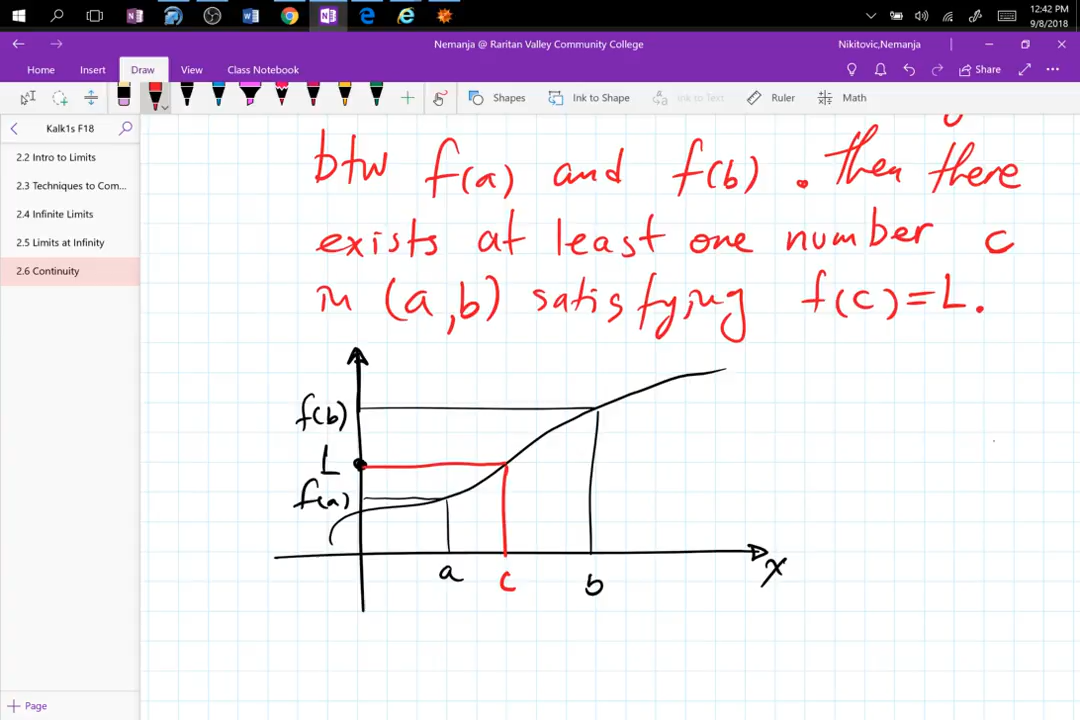 12:42 PM
9/8/2018
Nemanja @ Raritan Valley Community College
Nikitovic,Nemanja
Home
Insert
Draw
View
Class Notebook
Share
Shapes
Ink to Shape
Ink to Text
Ruler
Math
Kalk1s F18
2.2 Intro to Limits
2.3 Techniques to Com...
2.4 Infinite Limits
2.5 Limits at Infinity
2.6 Continuity
btw f(a) and f(b). Then there
exists at least one number c
in (a,b) satisfying f(c)=L.
f(b)
L
f(a)
a
c
b
x
Page